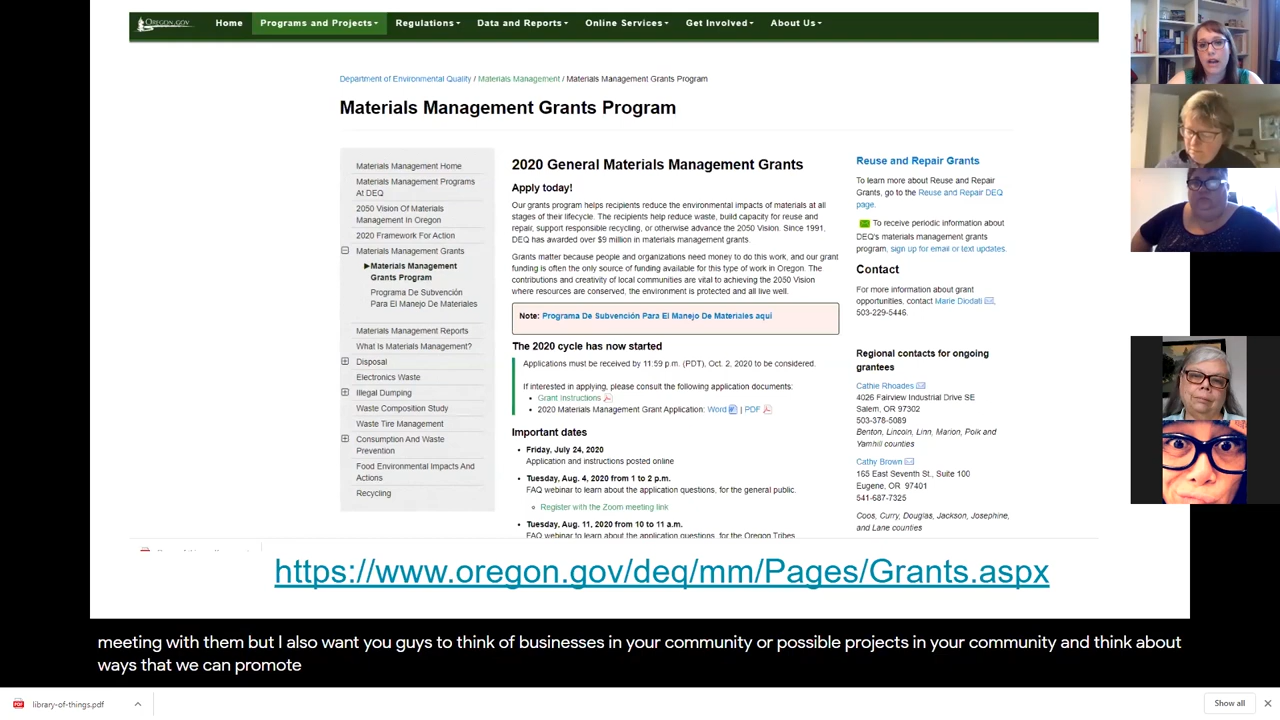 OREGON.GOV
Home
Programs and Projects
Regulations
Data and Reports
Online Services
Get Involved
About Us
Department of Environmental Quality / Materials Management / Materials Management Grants Program
Materials Management Grants Program
Materials Management Home
Materials Management Programs
At DEQ
2050 Vision Of Materials
Management In Oregon
2020 Framework For Action
Materials Management Grants
Materials Management
Grants Program
Programa De Subvención
Para El Manejo De Materiales
Materials Management Reports
What Is Materials Management?
Disposal
Electronics Waste
Illegal Dumping
Waste Composition Study
Waste Tire Management
Consumption And Waste
Prevention
Food Environmental Impacts And
Actions
Recycling
2020 General Materials Management Grants
Apply today!
Our grants program helps recipients reduce the environmental impacts of materials at all
stages of their lifecycle. The recipients help reduce waste, build capacity for reuse and
repair, support responsible recycling, or otherwise advance the 2050 Vision. Since 1991,
DEQ has awarded over $9 million in materials management grants.
Grants matter because people and organizations need money to do this work, and our grant
funding is often the only source of funding available for this type of work in Oregon. The
contributions and creativity of local communities are vital to achieving the 2050 Vision
where resources are conserved, the environment is protected and all live well.
Note: Programa De Subvención Para El Manejo De Materiales aquí
The 2020 cycle has now started
Applications must be received by 11:59 p.m. (PDT), Oct. 2, 2020 to be considered.
If interested in applying, please consult the following application documents:
Grant Instructions
2020 Materials Management Grant Application: Word | PDF
Important dates
Friday, July 24, 2020
Application and instructions posted online
Tuesday, Aug. 4, 2020 from 1 to 2 p.m.
FAQ webinar to learn about the application questions, for the general public.
Register with the Zoom meeting link
Tuesday, Aug. 11, 2020 from 10 to 11 a.m.
FAQ webinar to learn about the application questions, for the Oregon Tribes
Reuse and Repair Grants
To learn more about Reuse and Repair
Grants, go to the Reuse and Repair DEQ
page.
To receive periodic information about
DEQ's materials management grants
program, sign up for email or text updates.
Contact
For more information about grant
opportunities, contact Marie Diodati,
503-229-5446.
Regional contacts for ongoing
grantees
Cathie Rhoades
4026 Fairview Industrial Drive SE
Salem, OR 97302
503-378-5089
Benton, Lincoln, Linn, Marion, Polk and
Yamhill counties
Cathy Brown
165 East Seventh St., Suite 100
Eugene, OR 97401
541-687-7325
Coos, Curry, Douglas, Jackson, Josephine,
and Lane counties
https://www.oregon.gov/deq/mm/Pages/Grants.aspx
meeting with them but I also want you guys to think of businesses in your community or possible projects in your community and think about
ways that we can promote
library-of-things.pdf
Show all